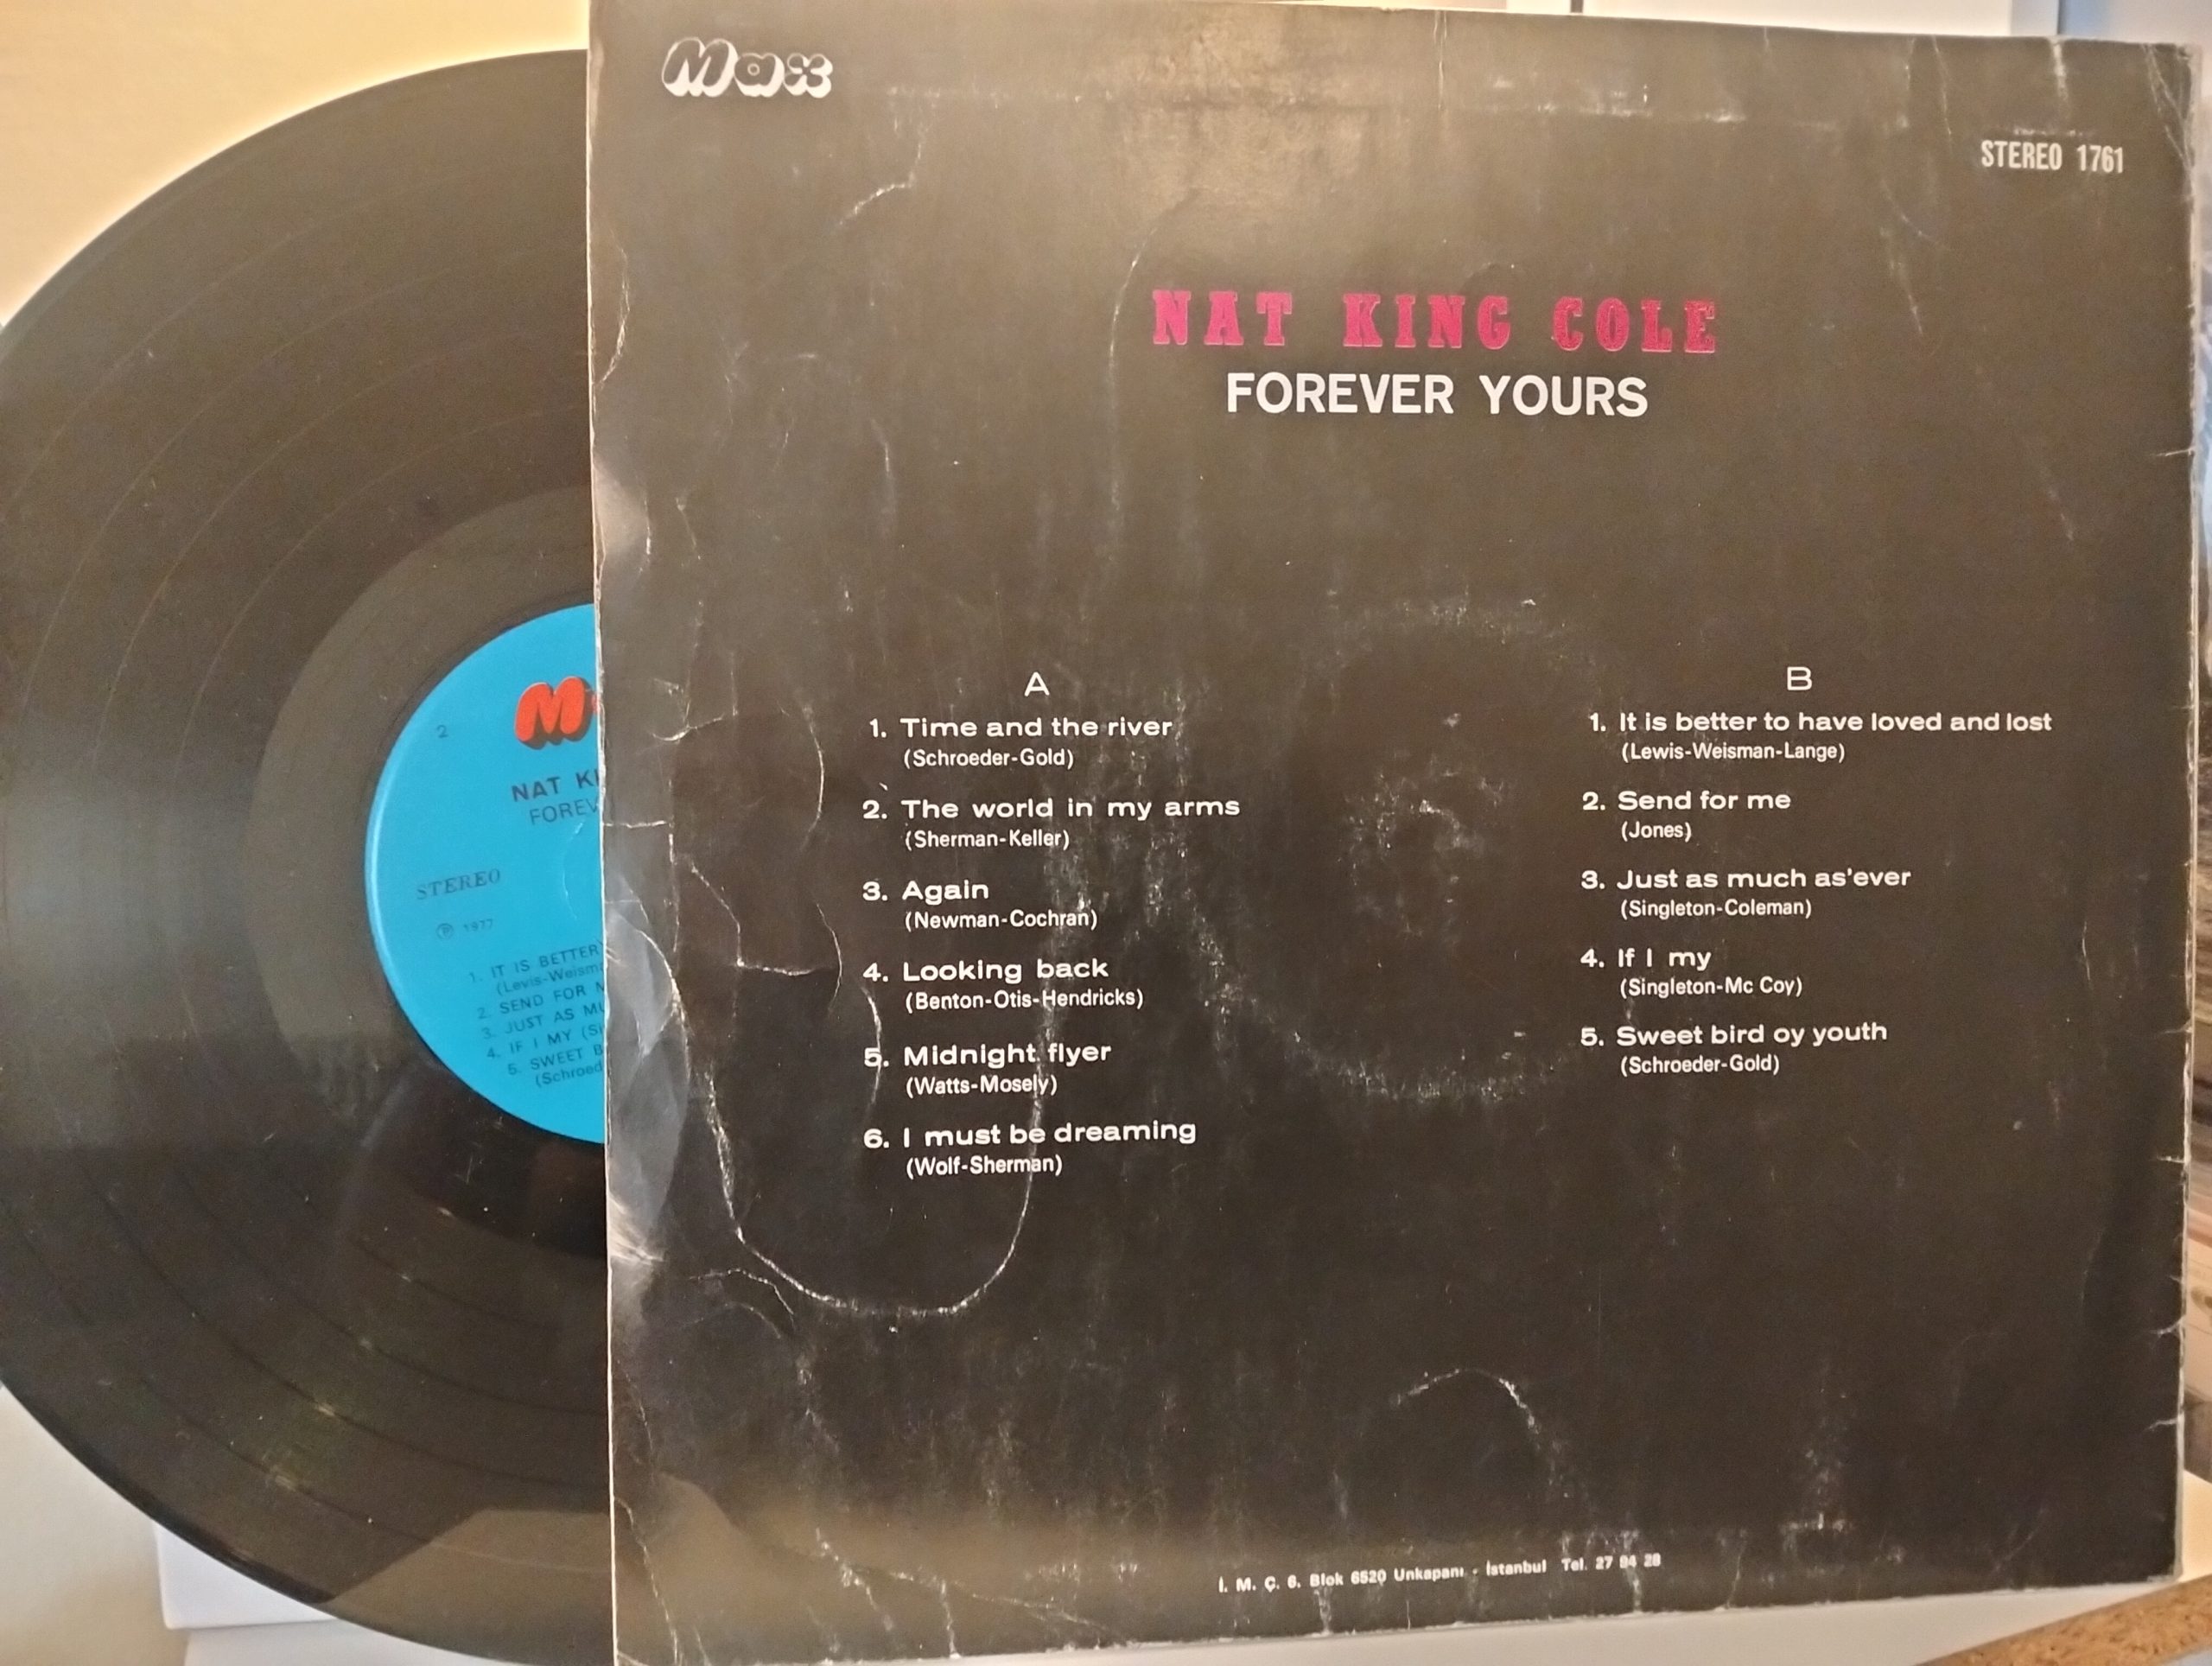 Max
STEREO 1761
NAT KING COLE
FOREVER YOURS
A
1. Time and the river
(Schroeder-Gold)
2. The world in my arms
(Sherman-Keller)
3. Again
(Newman-Cochran)
4. Looking back
(Benton-Otis-Hendricks)
5. Midnight flyer
(Watts-Mosely)
6. I must be dreaming
(Wolf-Sherman)
B
1. It is better to have loved and lost
(Lewis-Weisman-Lange)
2. Send for me
(Jones)
3. Just as much as'ever
(Singleton-Coleman)
4. If I my
(Singleton-Mc Coy)
5. Sweet bird oy youth
(Schroeder-Gold)
İ. M. Ç. 6. Blok 6520 Unkapanı - İstanbul Tel. 27 94 28
2
M
NAT KI
FOREV
STEREO
Ⓟ 1977
1. IT IS BETTER
(Levis-Weism
2. SEND FOR
3. JUST AS MU
4. IF I MY (Si
5. SWEET B
(Schroed